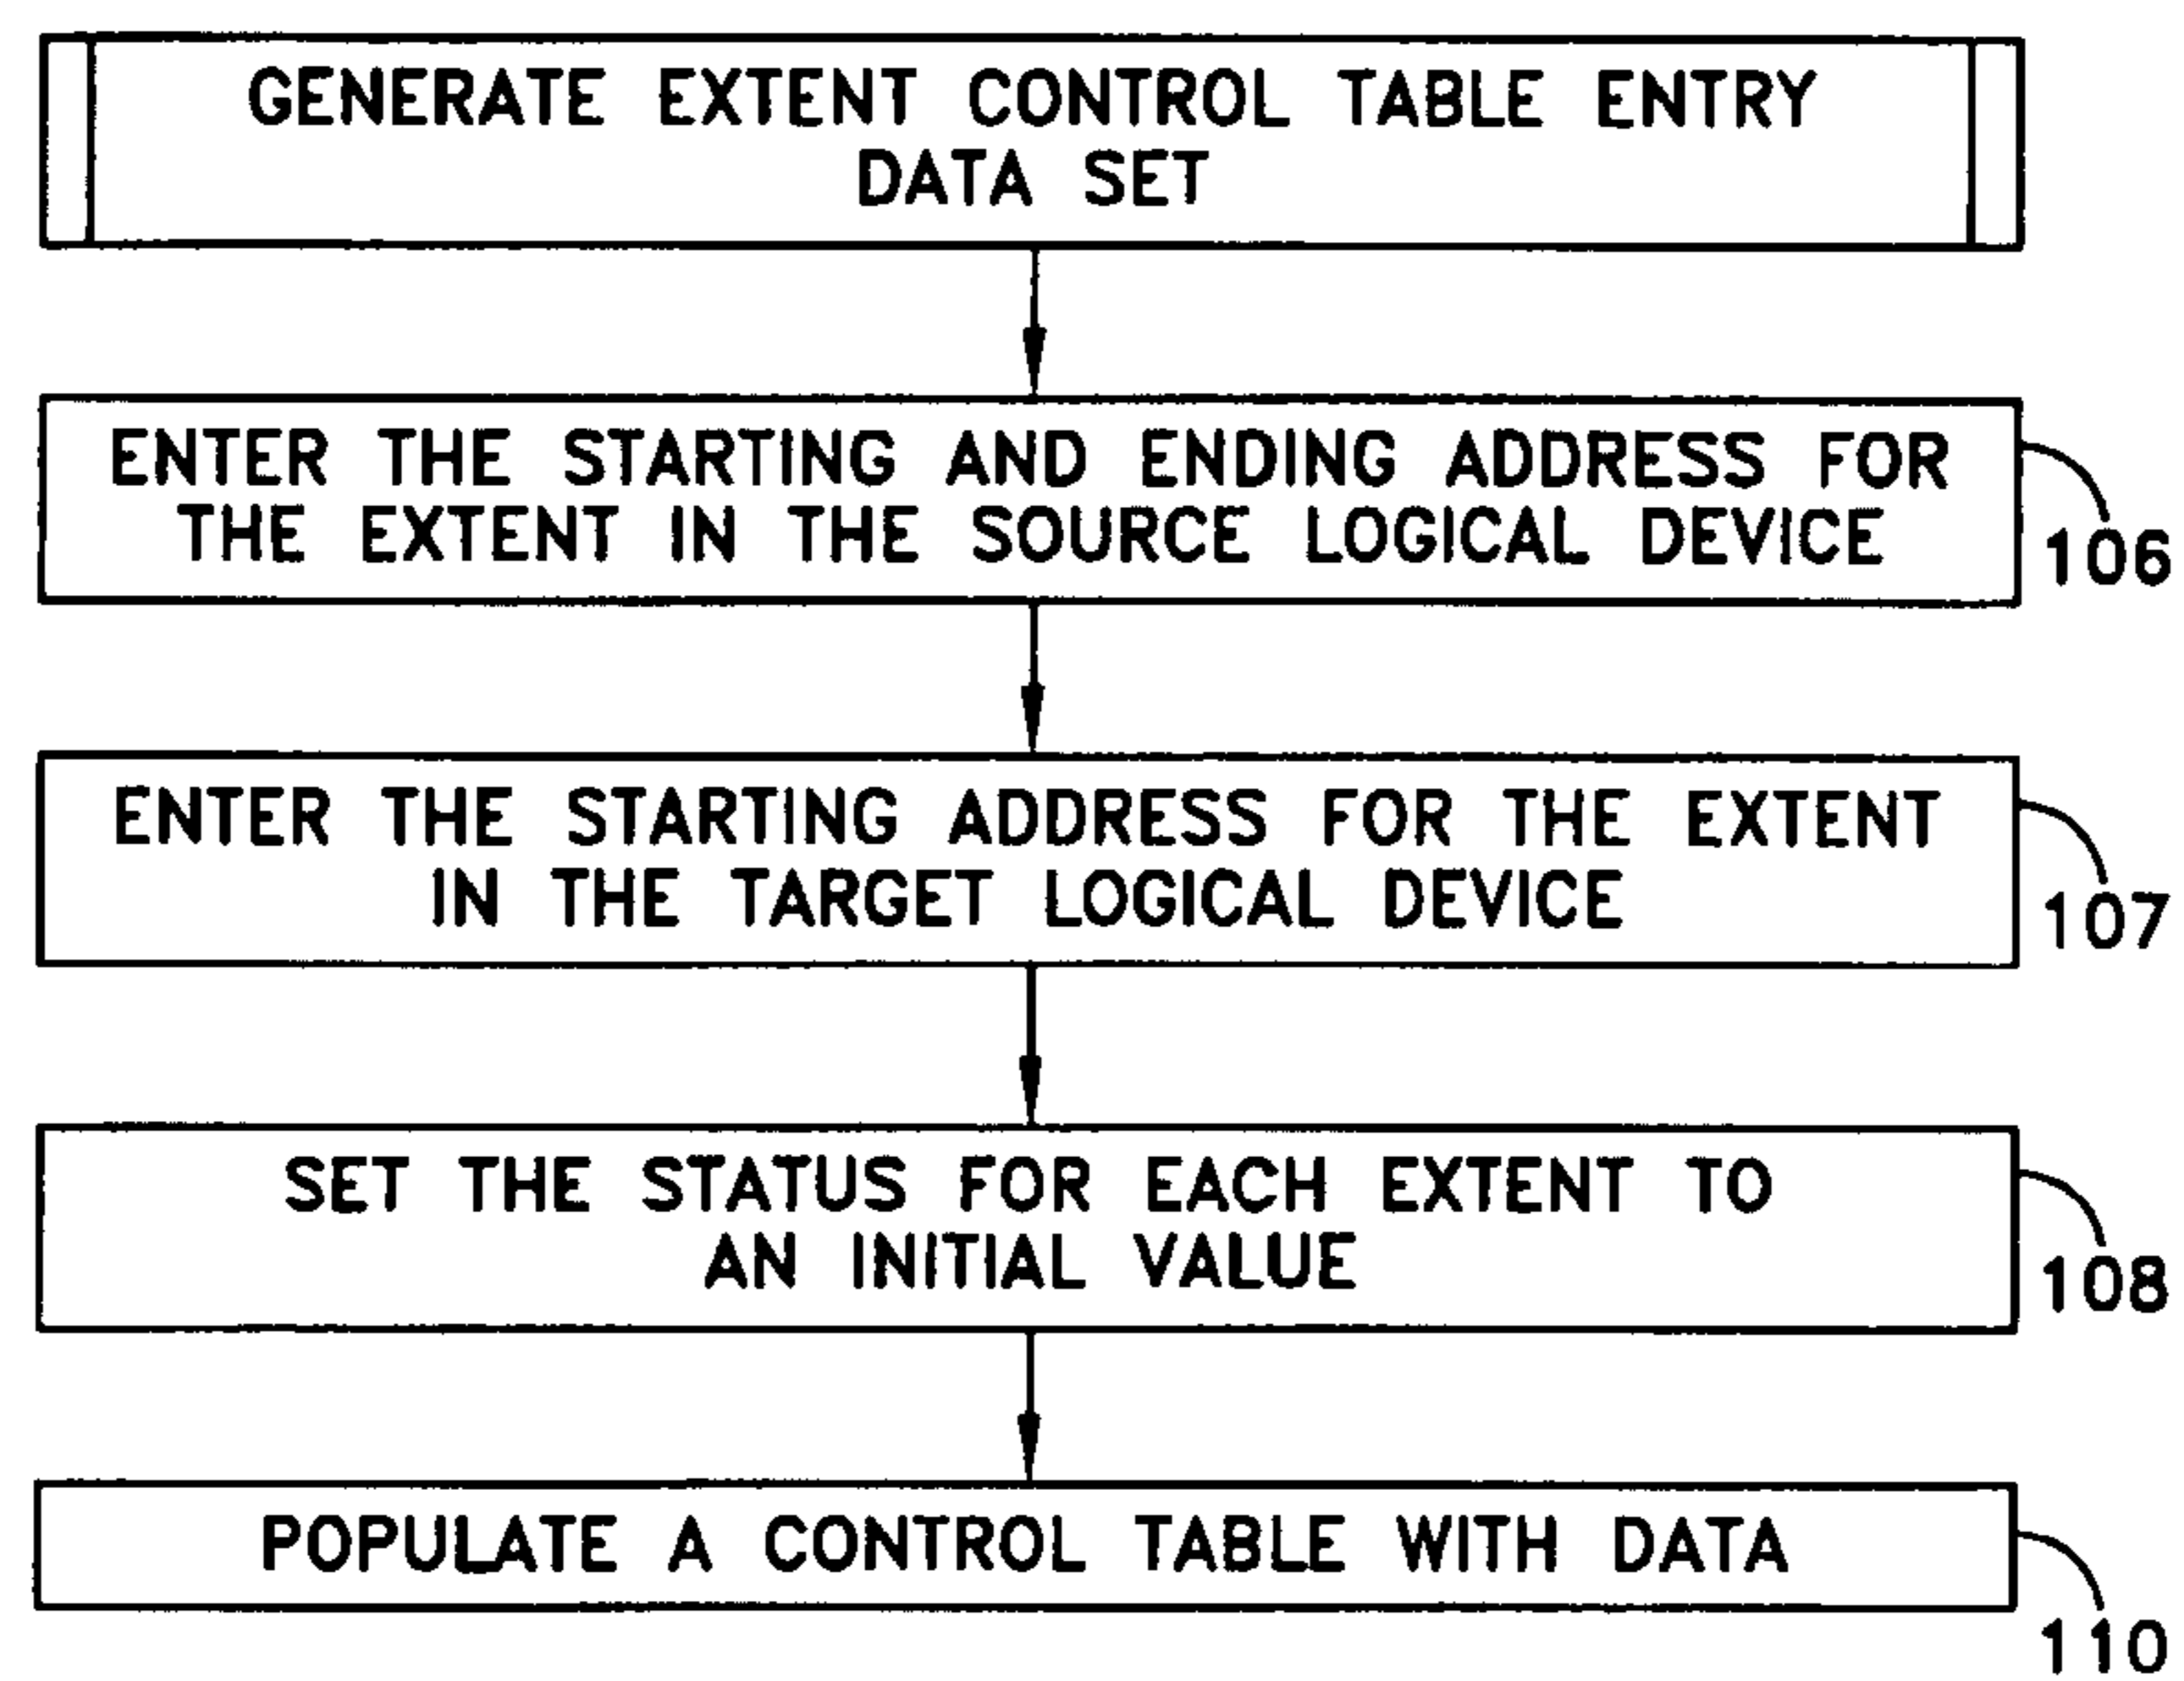 GENERATE EXTENT CONTROL TABLE ENTRY
DATA SET
ENTER THE STARTING AND ENDING ADDRESS FOR
THE EXTENT IN THE SOURCE LOGICAL DEVICE
106
ENTER THE STARTING ADDRESS FOR THE EXTENT
IN THE TARGET LOGICAL DEVICE
107
SET THE STATUS FOR EACH EXTENT TO
AN INITIAL VALUE
108
POPULATE A CONTROL TABLE WITH DATA
110